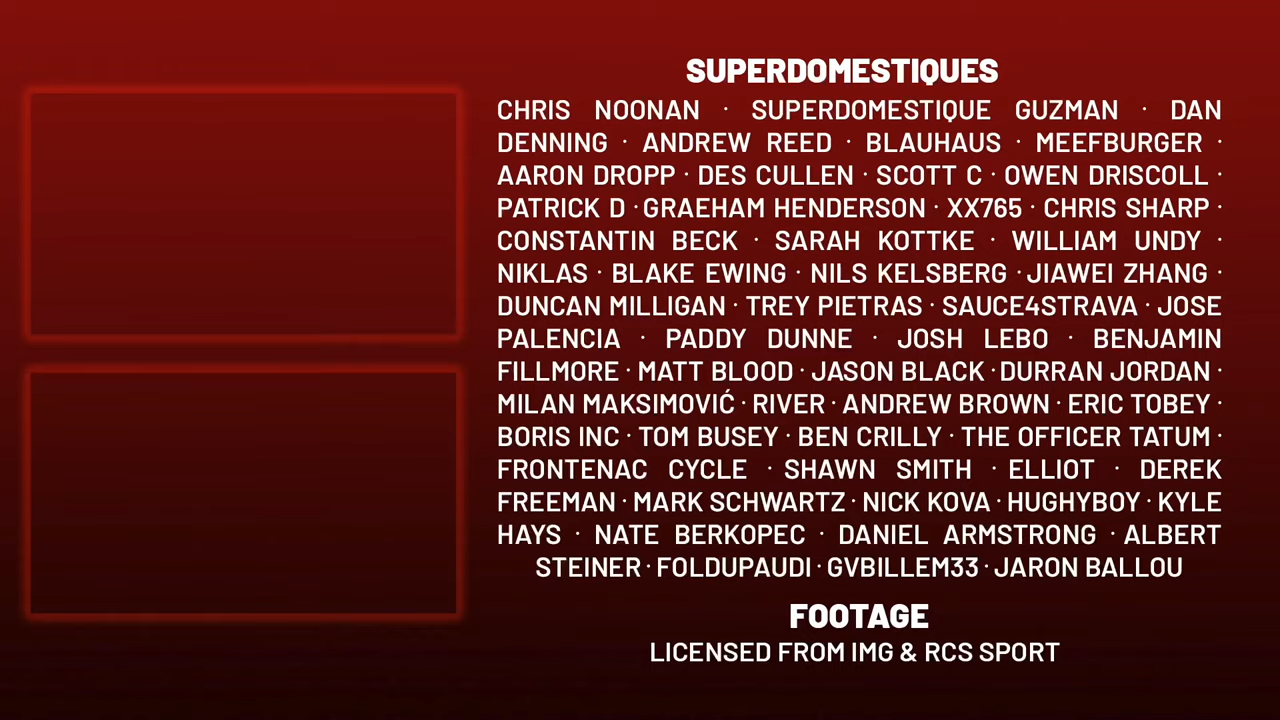 SUPERDOMESTIQUES
CHRIS NOONAN · SUPERDOMESTIQUE GUZMAN · DAN
DENNING · ANDREW REED · BLAUHAUS · MEEFBURGER ·
AARON DROPP · DES CULLEN · SCOTT C · OWEN DRISCOLL ·
PATRICK D · GRAEHAM HENDERSON · XX765 · CHRIS SHARP ·
CONSTANTIN BECK · SARAH KOTTKE · WILLIAM UNDY ·
NIKLAS · BLAKE EWING · NILS KELSBERG · JIAWEI ZHANG ·
DUNCAN MILLIGAN · TREY PIETRAS · SAUCE4STRAVA · JOSE
PALENCIA · PADDY DUNNE · JOSH LEBO · BENJAMIN
FILLMORE · MATT BLOOD · JASON BLACK · DURRAN JORDAN ·
MILAN MAKSIMOVIĆ · RIVER · ANDREW BROWN · ERIC TOBEY ·
BORIS INC · TOM BUSEY · BEN CRILLY · THE OFFICER TATUM ·
FRONTENAC CYCLE · SHAWN SMITH · ELLIOT · DEREK
FREEMAN · MARK SCHWARTZ · NICK KOVA · HUGHYBOY · KYLE
HAYS · NATE BERKOPEC · DANIEL ARMSTRONG · ALBERT
STEINER · FOLDUPAUDI · GVBILLEM33 · JARON BALLOU
FOOTAGE
LICENSED FROM IMG & RCS SPORT